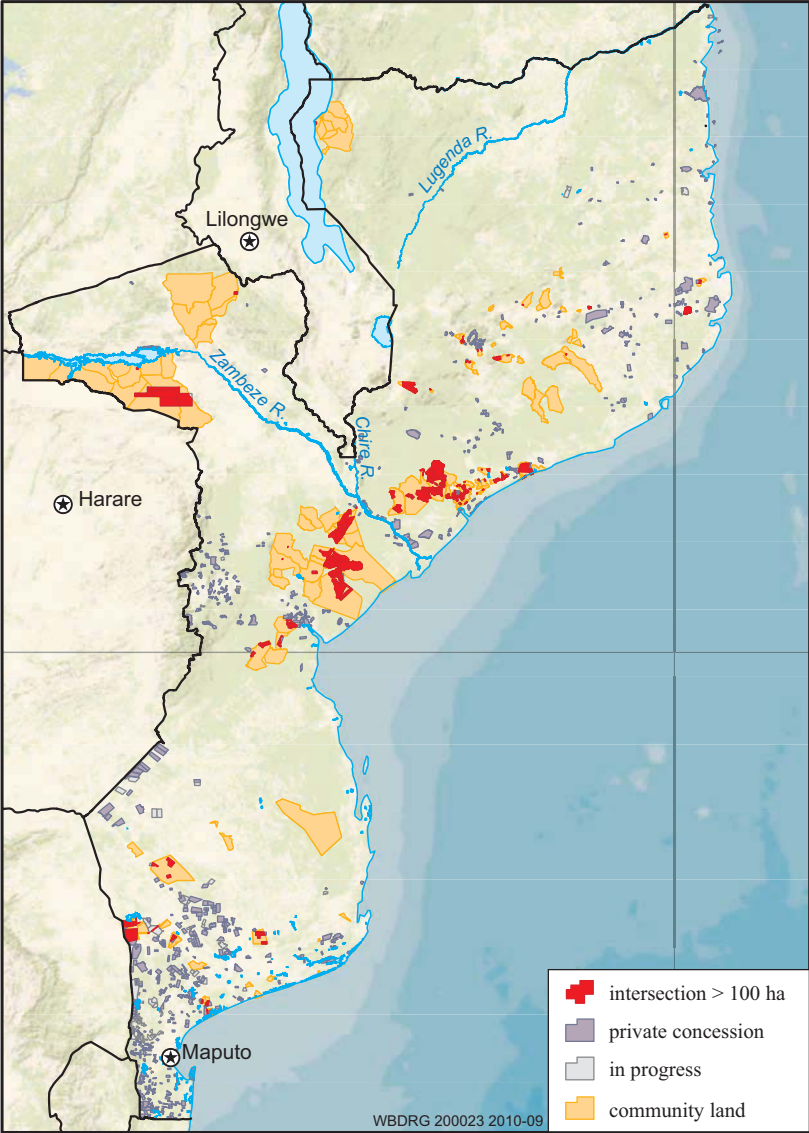 Lugenda R.
Lilongwe
Zambeze R.
Chire R.
Harare
Maputo
intersection > 100 ha
private concession
in progress
community land
WBDRG 200023 2010-09